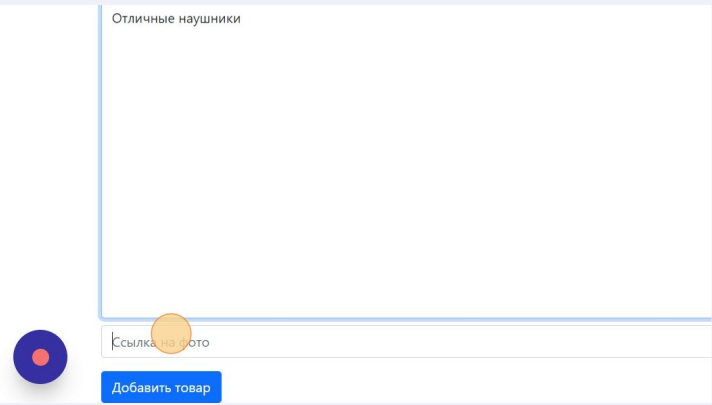 Отличные наушники
Ссылка на фото
Добавить товар